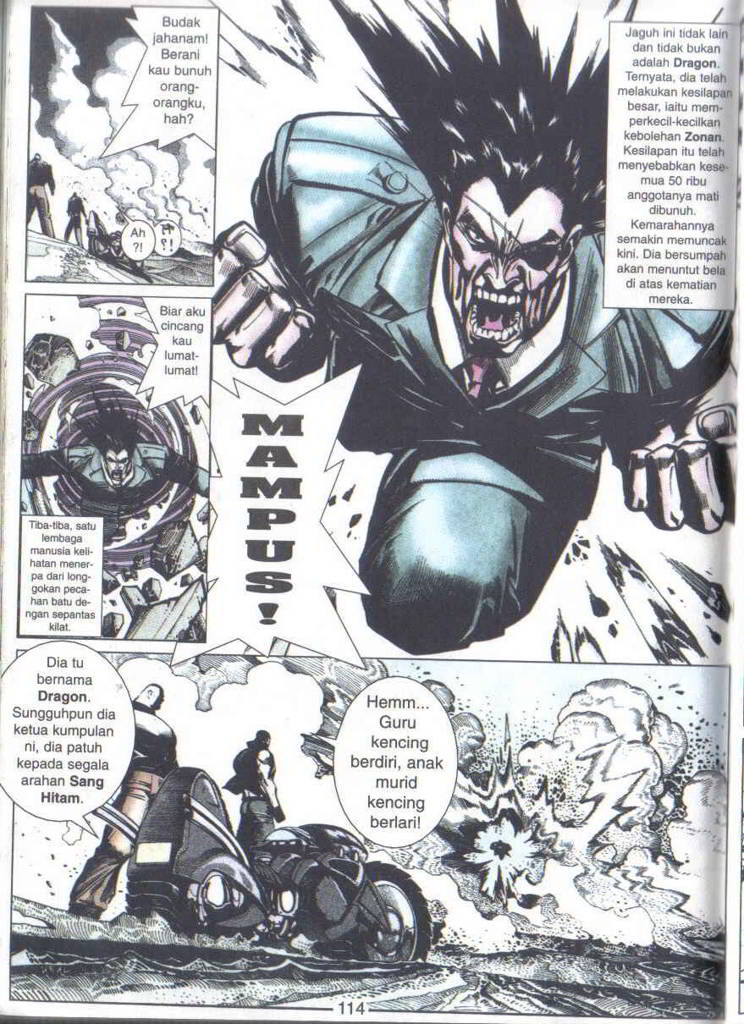 Budak
jahanam!
Berani
kau bunuh
orang-
orangku,
hah?
Ah
?!
Jaguh ini tidak lain
dan tidak bukan
adalah Dragon.
Ternyata, dia telah
melakukan kesilapan
besar, iaitu mem-
perkecil-kecilkan
kebolehan Zonan.
Kesilapan itu telah
menyebabkan kese-
mua 50 ribu
anggotanya mati
dibunuh.
Kemarahannya
semakin memuncak
kini. Dia bersumpah
akan menuntut bela
di atas kematian
mereka.
Biar aku
cincang
kau
lumat-
lumat!
Tiba-tiba, satu
lembaga
manusia keli-
hatan mener-
pa dari long-
gokan peca-
han batu de-
ngan sepantas
kilat.
MAMPUS!
Dia tu
bernama
Dragon.
Sungguhpun dia
ketua kumpulan
ni, dia patuh
kepada segala
arahan Sang
Hitam.
Hemm...
Guru
kencing
berdiri, anak
murid
kencing
berlari!
114